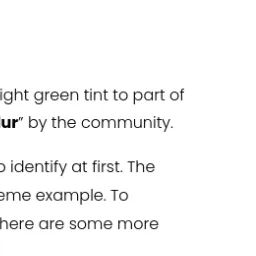 ight green tint to part of
ur” by the community.
o identify at first. The
eme example. To
here are some more